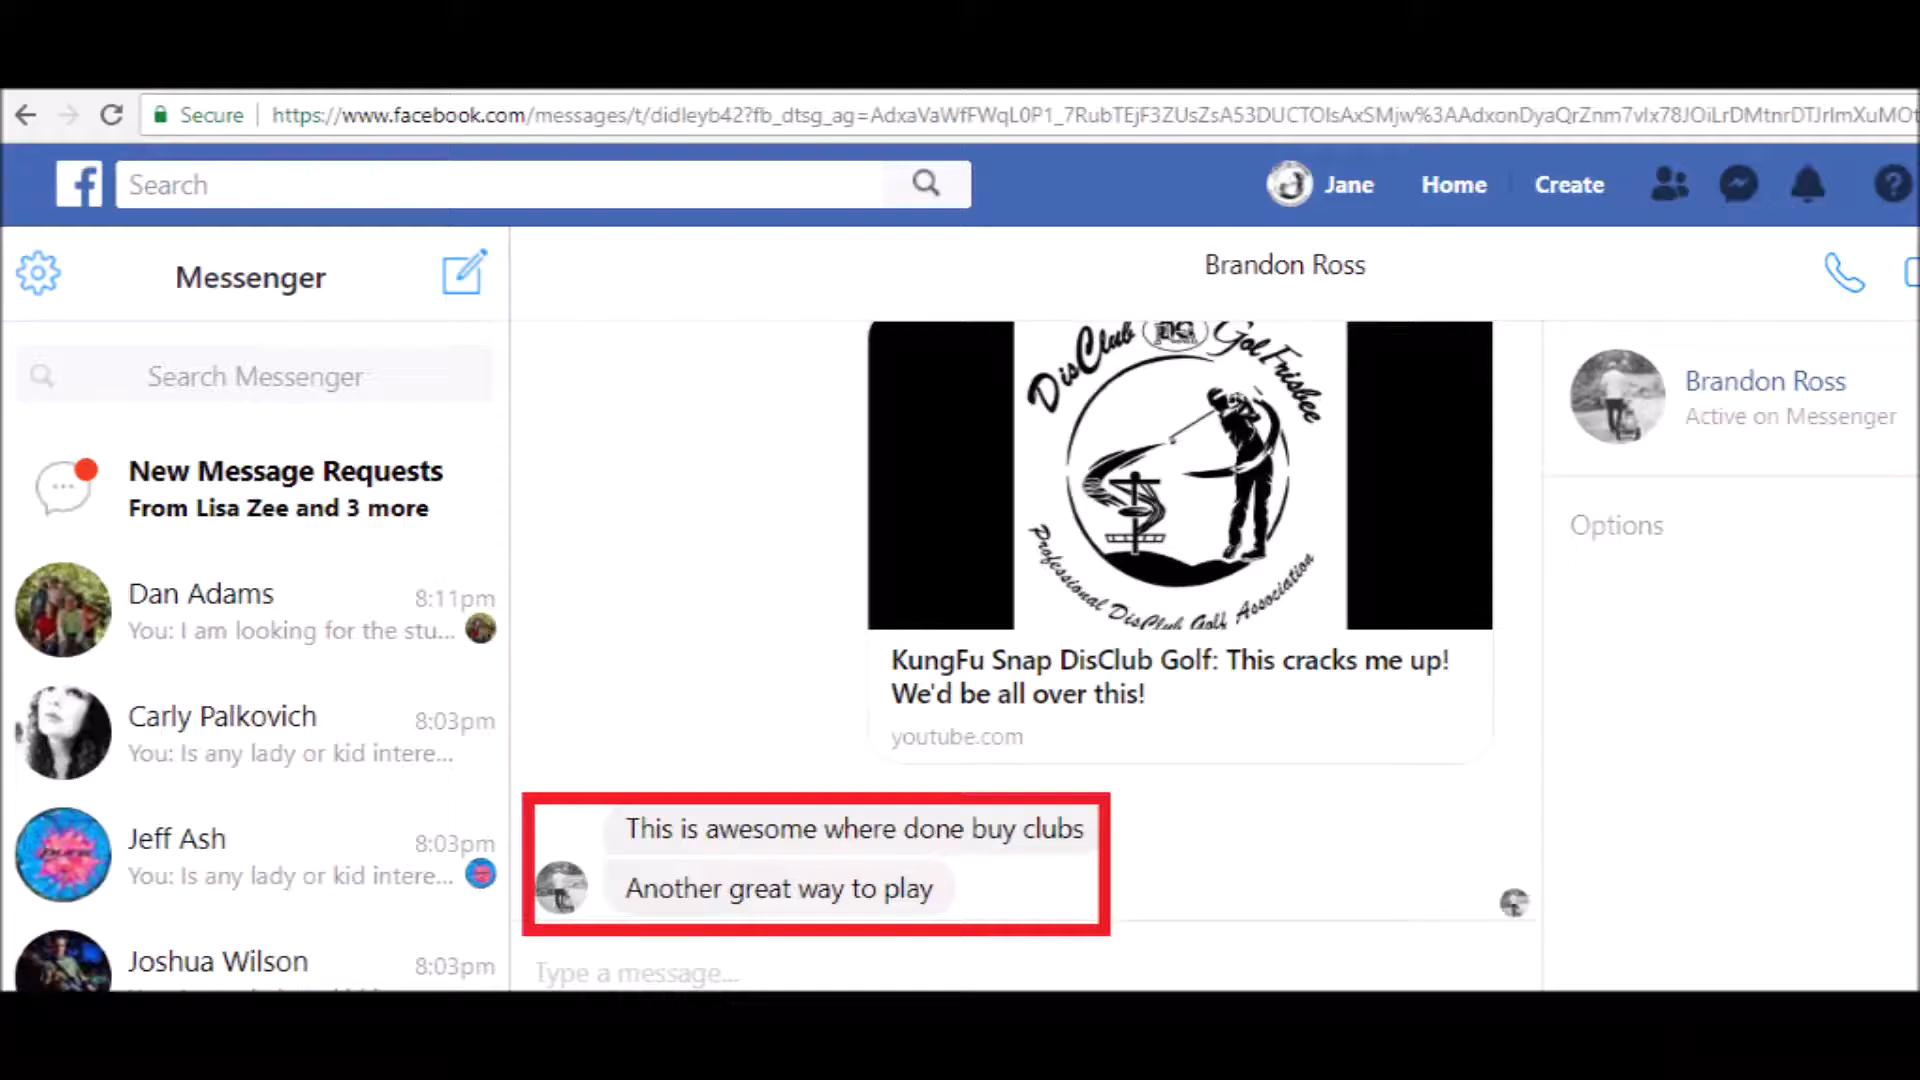 Secure
https://www.facebook.com/messages/t/didleyb42?fb_dtsg_ag=
Search
Jane
Home
Create
Messenger
Brandon Ross
Search Messenger
New Message Requests
From Lisa Zee and 3 more
Dan Adams 8:11pm
You: I am looking for the stu...
Carly Palkovich 8:03pm
You: Is any lady or kid intere...
Jeff Ash 8:03pm
You: Is any lady or kid intere...
Joshua Wilson 8:03pm
DisClub GolFrisbee
Professional DisClub Golf Association
KungFu Snap DisClub Golf: This cracks me up!
We'd be all over this!
youtube.com
This is awesome where done buy clubs
Another great way to play
Type a message...
Brandon Ross
Active on Messenger
Options